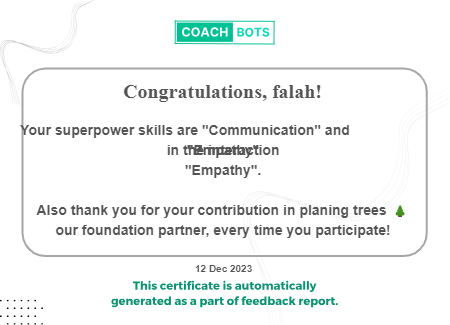 COACH BOTS
Congratulations, falah!
Your superpower skills are "Communication" and
in the interaction
"Empathy".
"Empathy".
Also thank you for your contribution in planing trees 🌲
our foundation partner, every time you participate!
12 Dec 2023
This certificate is automatically
generated as a part of feedback report.